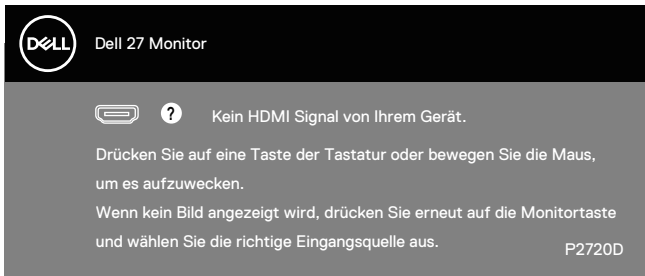 DELL
Dell 27 Monitor
? Kein HDMI Signal von Ihrem Gerät.
Drücken Sie auf eine Taste der Tastatur oder bewegen Sie die Maus,
um es aufzuwecken.
Wenn kein Bild angezeigt wird, drücken Sie erneut auf die Monitortaste
und wählen Sie die richtige Eingangsquelle aus.
P2720D